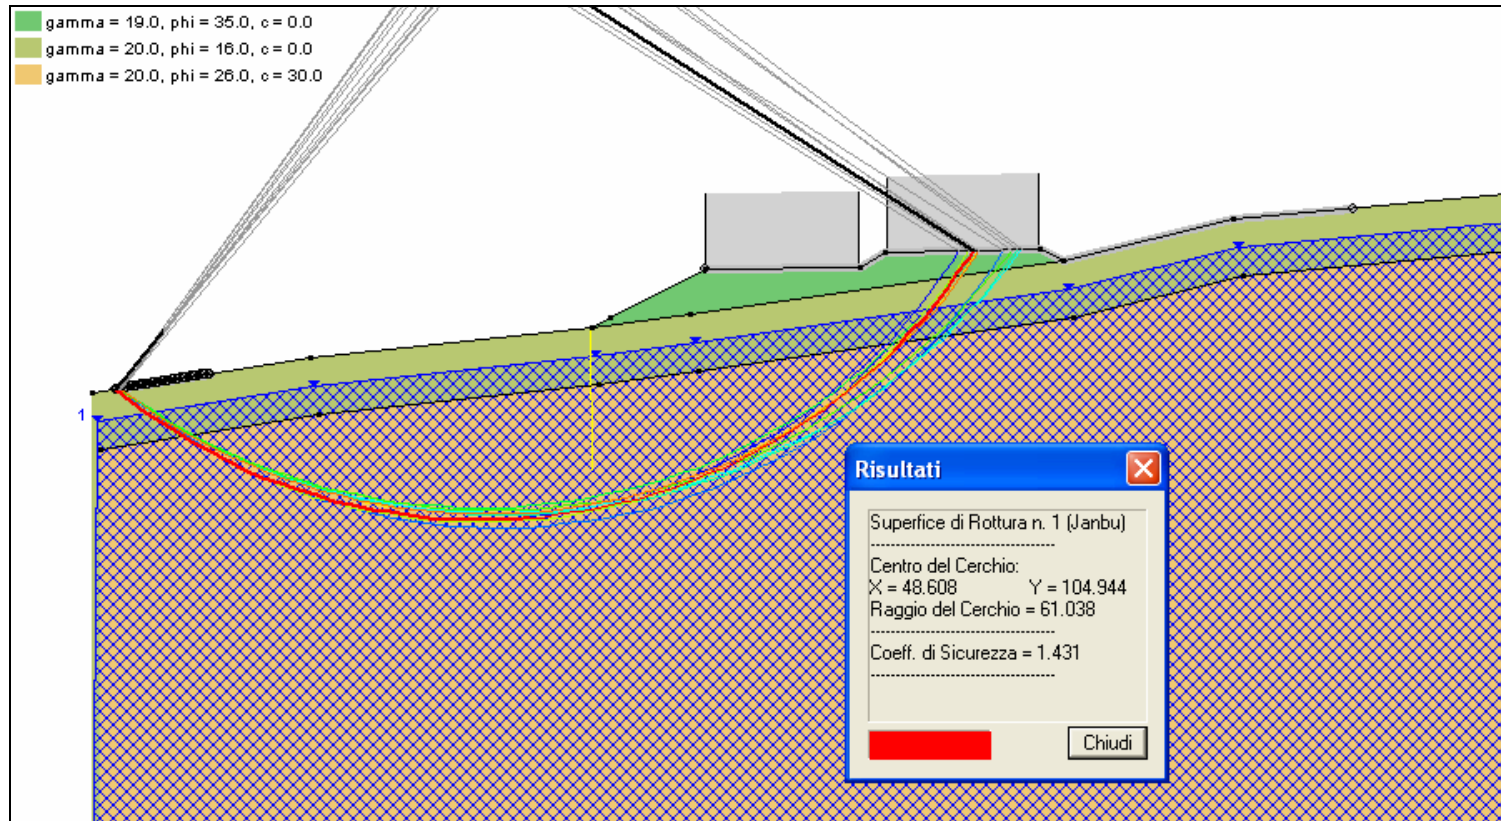 gamma = 19.0, phi = 35.0, c = 0.0
gamma = 20.0, phi = 16.0, c = 0.0
gamma = 20.0, phi = 26.0, c = 30.0
1
Risultati
Superfice di Rottura n. 1 (Janbu)
----------------------------------
Centro del Cerchio:
X = 48.608 Y = 104.944
Raggio del Cerchio = 61.038
----------------------------------
Coeff. di Sicurezza = 1.431
----------------------------------
Chiudi